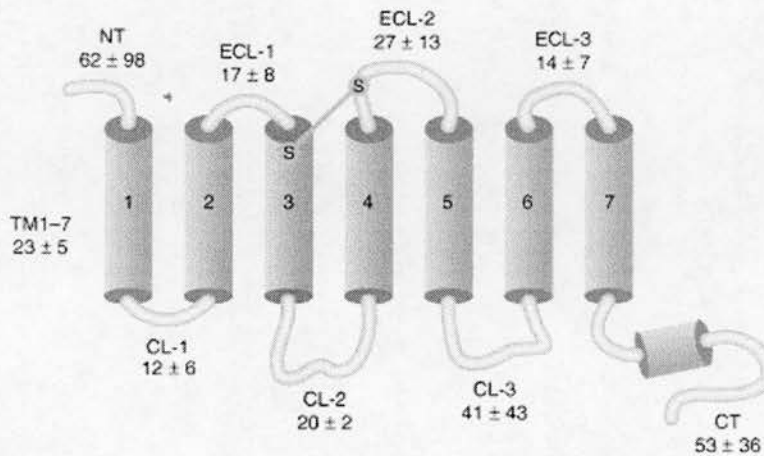 NT
62 ± 98
ECL-1
17 ± 8
ECL-2
27 ± 13
ECL-3
14 ± 7
S
S
1
2
3
4
5
6
7
TM1–7
23 ± 5
CL-1
12 ± 6
CL-2
20 ± 2
CL-3
41 ± 43
CT
53 ± 36